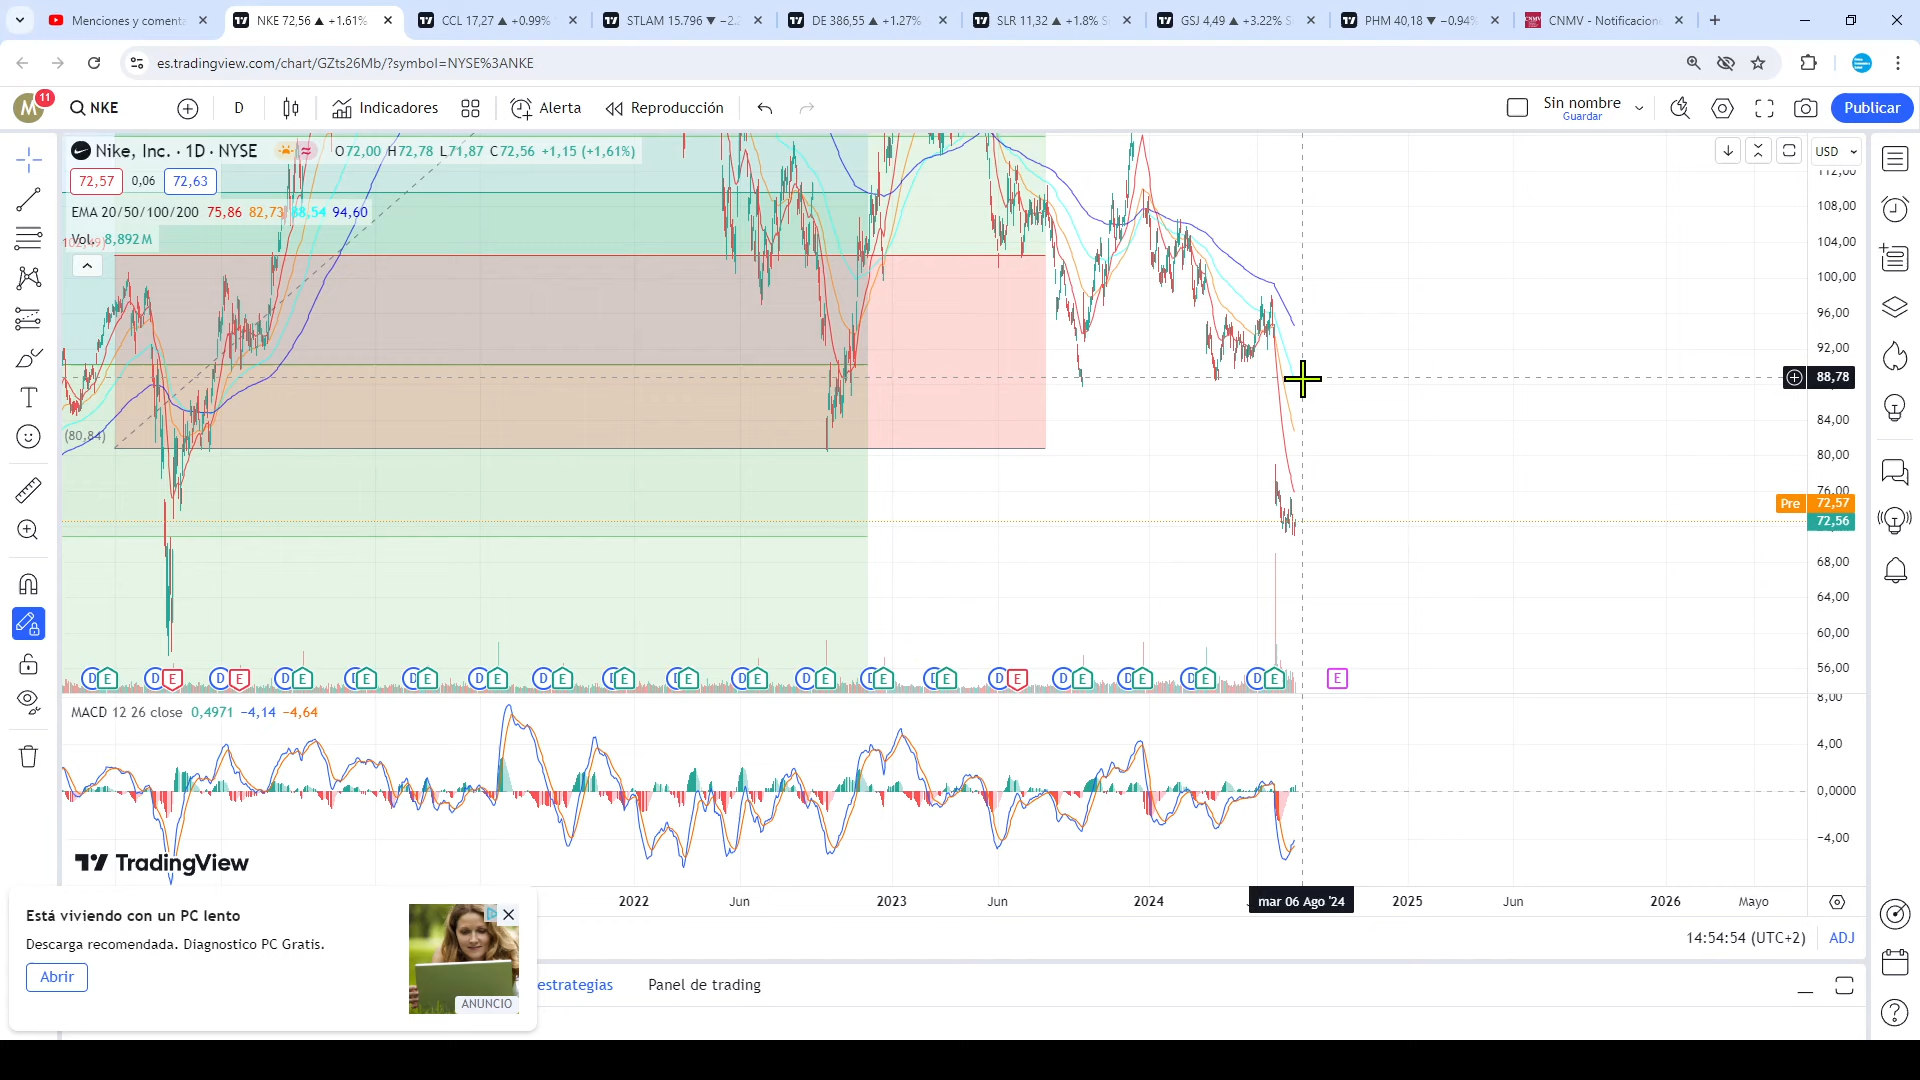 Menciones y comenta
NKE 72,56 ▲ +1.61%
CCL 17,27 ▲ +0.99%
STLAM 15.796 ▼ −2.
DE 386,55 ▲ +1.27%
SLR 11,32 ▲ +1.8% S
GSJ 4,49 ▲ +3.22% S
PHM 40,18 ▼ −0.94%
CNMV - Notificacion
es.tradingview.com/chart/GZts26Mb/?symbol=NYSE%3ANKE
M 11
NKE
D
Indicadores
Alerta
Reproducción
Sin nombre
Guardar
Publicar
Nike, Inc. · 1D · NYSE
O72,00 H72,78 L71,87 C72,56 +1,15 (+1,61%)
72,57 0,06 72,63
EMA 20/50/100/200 75,86 82,73 88,54 94,60
Vol. 8,892 M
(80,84)
USD
112,00
108,00
104,00
100,00
96,00
92,00
88,78
84,00
80,00
76,00
Pre 72,57
72,56
68,00
64,00
60,00
56,00
8,00
MACD 12 26 close 0,4971 −4,14 −4,64
4,00
0,0000
−4,00
TradingView
2022 Jun 2023 Jun 2024 mar 06 Ago '24 2025 Jun 2026 Mayo
Está viviendo con un PC lento
Descarga recomendada. Diagnostico PC Gratis.
Abrir
ANUNCIO
14:54:54 (UTC+2) ADJ
estrategias
Panel de trading